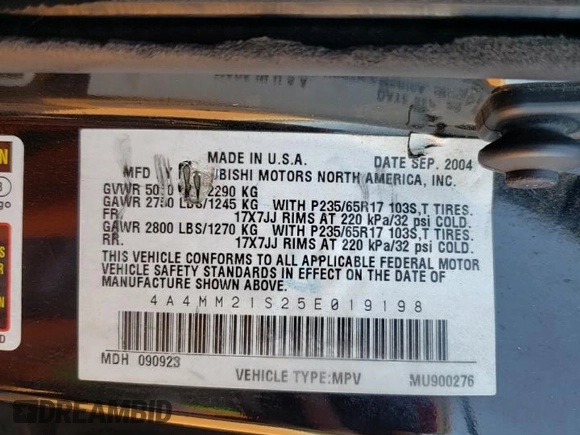 MADE IN U.S.A. DATE SEP. 2004
MFD BISHI MOTORS NORTH AMERICA, INC.
GVWR 2290 KG
GAWR 2750 LBS/1245 KG WITH P235/65R17 103S,T TIRES.
FR. 17X7JJ RIMS AT 220 kPa/32 psi COLD.
GAWR 2800 LBS/1270 KG WITH P235/65R17 103S,T TIRES.
RR. 17X7JJ RIMS AT 220 kPa/32 psi COLD.
THIS VEHICLE CONFORMS TO ALL APPLICABLE FEDERAL MOTOR
VEHICLE SAFETY STANDARDS IN EFFECT ON THE DATE OF
MANUFACTURE SHOWN ABOVE.
4A4MM21S25E019198
MDH 090923
VEHICLE TYPE:MPV MU900276
DREAMBID